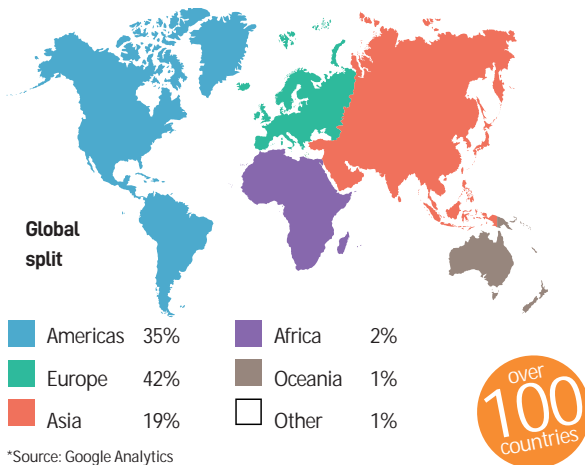 Global
split
Americas 35%
Europe 42%
Asia 19%
Africa 2%
Oceania 1%
Other 1%
*Source: Google Analytics
over
100
countries